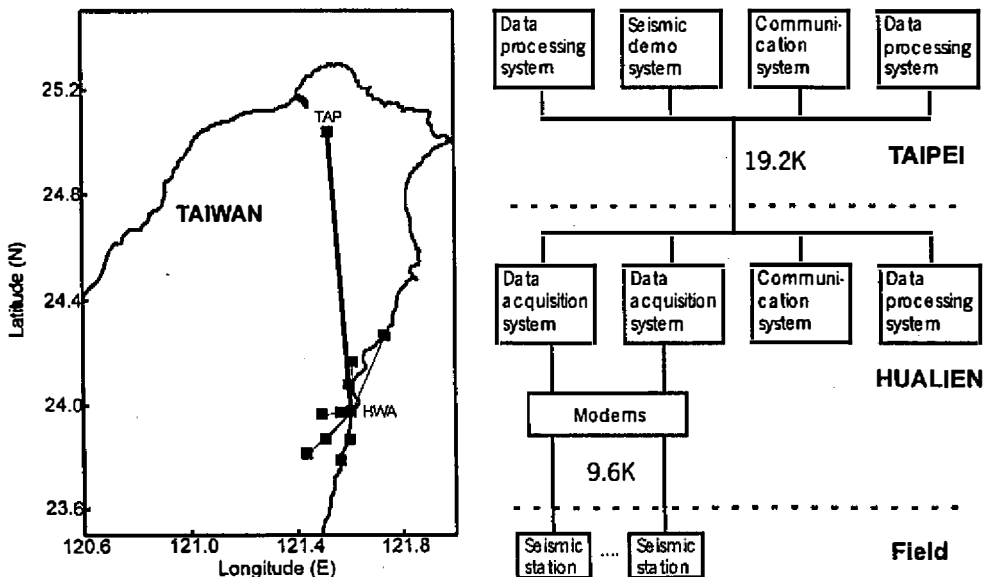 25.2
24.8
24.4
24.0
23.6
Latitude (N)
120.6
121.0
121.4
121.8
Longitude (E)
TAP
TAIWAN
HWA
Data
processing
system
Seismic
demo
system
Communi-
cation
system
Data
processing
system
19.2K
TAIPEI
Data
acquisition
system
Data
acquisition
system
Communi-
cation
system
Data
processing
system
HUALIEN
Modems
9.6K
Seismic
station
....
Seismic
station
Field